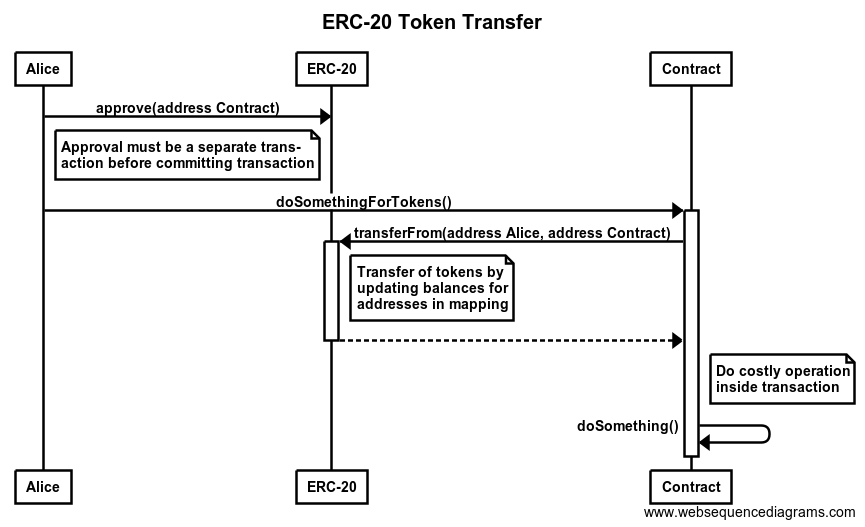 ERC-20 Token Transfer
Alice
ERC-20
Contract
approve(address Contract)
Approval must be a separate trans-
action before committing transaction
doSomethingForTokens()
transferFrom(address Alice, address Contract)
Transfer of tokens by
updating balances for
addresses in mapping
Do costly operation
inside transaction
doSomething()
Alice
ERC-20
Contract
www.websequencediagrams.com